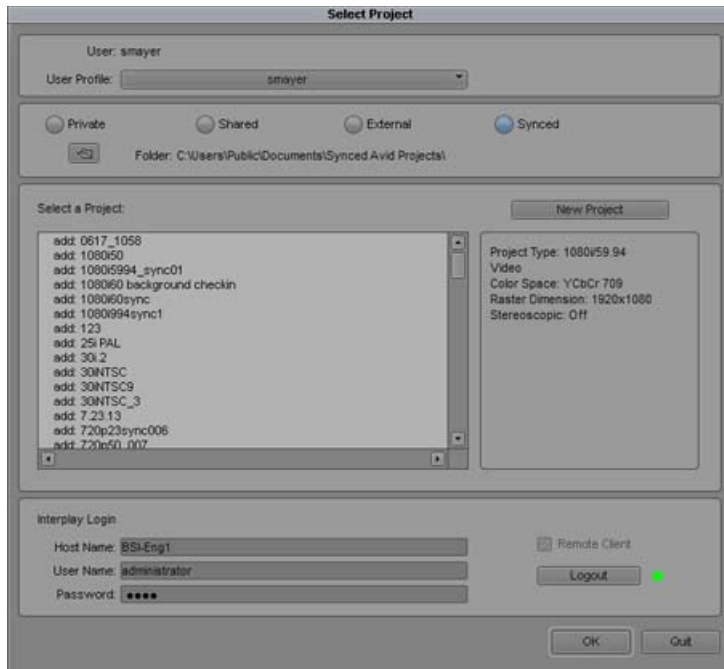 Select Project
User: smayer
User Profile: smayer
Private Shared External Synced
Folder: C:\Users\Public\Documents\Synced Avid Projects\
Select a Project:
New Project
add: 0617_1058
add: 1080i50
add: 1080i5994_sync01
add: 1080i60 background checkin
add: 1080i60sync
add: 1080i994sync1
add: 123
add: 25i PAL
add: 30i.2
add: 30iNTSC
add: 30iNTSC9
add: 30iNTSC_3
add: 7.23.13
add: 720p23sync006
add: 720p50_007
Project Type: 1080i/59.94
Video
Color Space: YCbCr 709
Raster Dimension: 1920x1080
Stereoscopic: Off
Interplay Login
Host Name: BSI-Eng1
User Name: administrator
Password: ●●●●
Remote Client
Logout
OK Quit